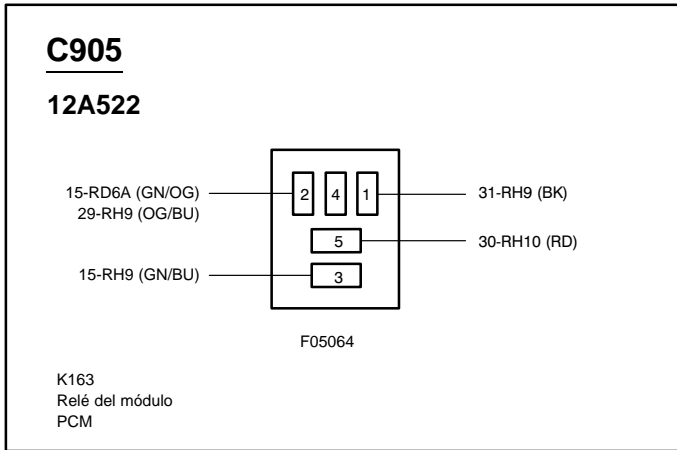 C905
12A522
15-RD6A (GN/OG)
29-RH9 (OG/BU)
2 4 1
31-RH9 (BK)
5
30-RH10 (RD)
15-RH9 (GN/BU)
3
F05064
K163
Relé del módulo
PCM